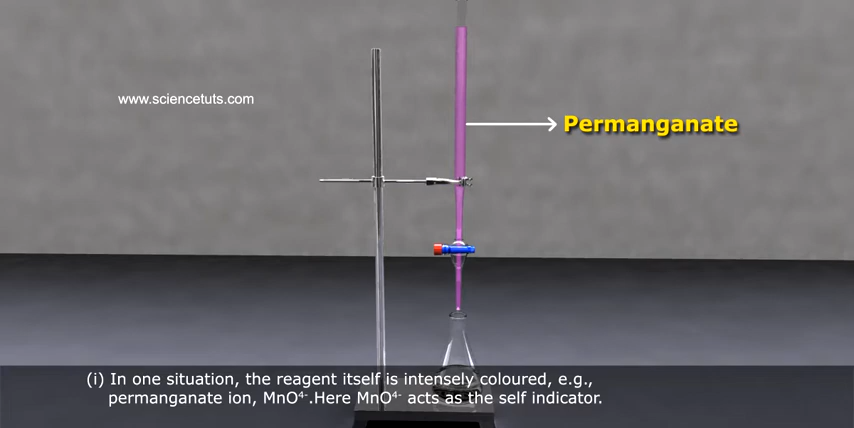 www.sciencetuts.com
Permanganate
(i) In one situation, the reagent itself is intensely coloured, e.g.,
permanganate ion, MnO⁴⁻.Here MnO⁴⁻ acts as the self indicator.